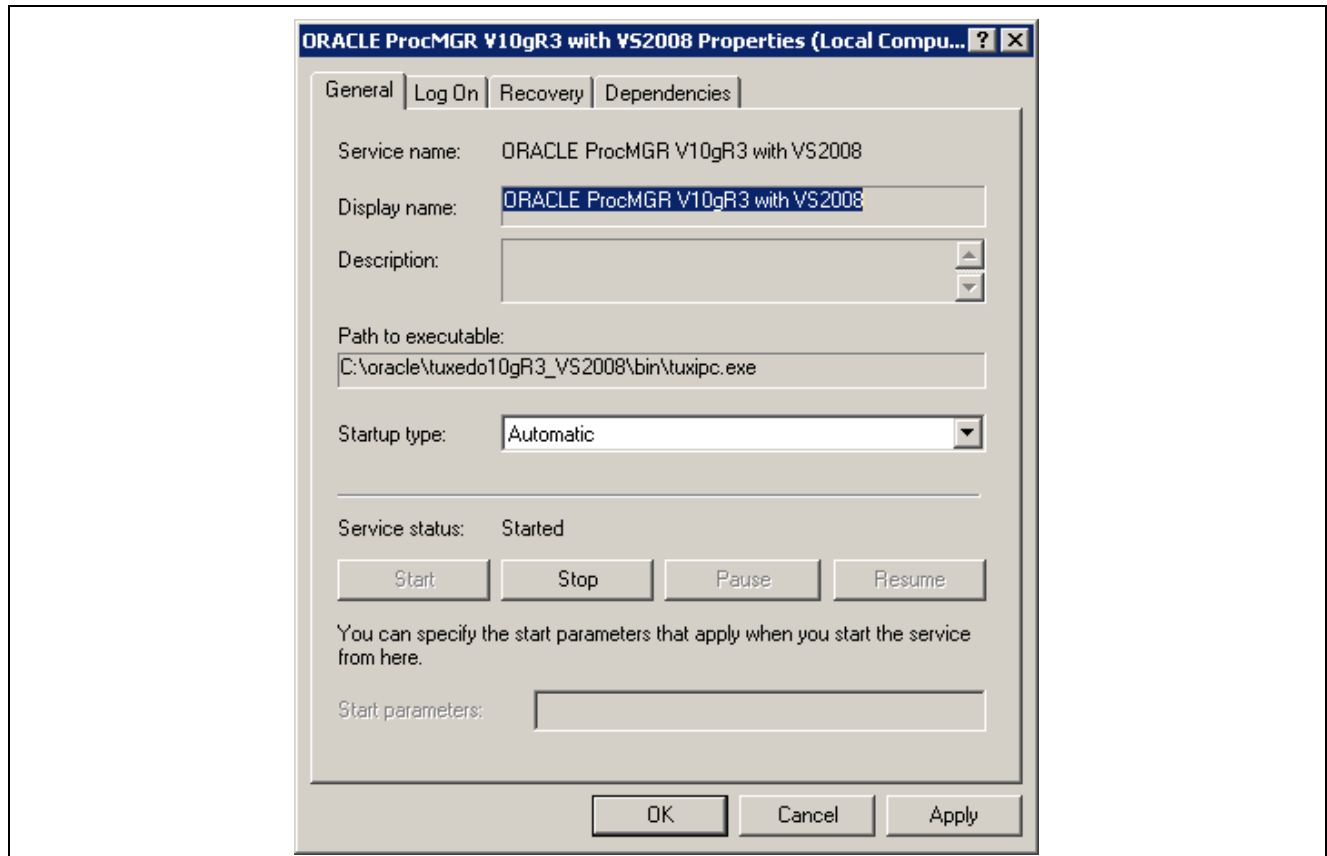 ORACLE ProcMGR V10gR3 with VS2008 Properties (Local Compu... ?
General Log On Recovery Dependencies
Service name: ORACLE ProcMGR V10gR3 with VS2008
Display name: ORACLE ProcMGR V10gR3 with VS2008
Description:
Path to executable:
C:\oracle\tuxedo10gR3_VS2008\bin\tuxipc.exe
Startup type: Automatic
Service status: Started
Start Stop Pause Resume
You can specify the start parameters that apply when you start the service
from here.
Start parameters:
OK Cancel Apply